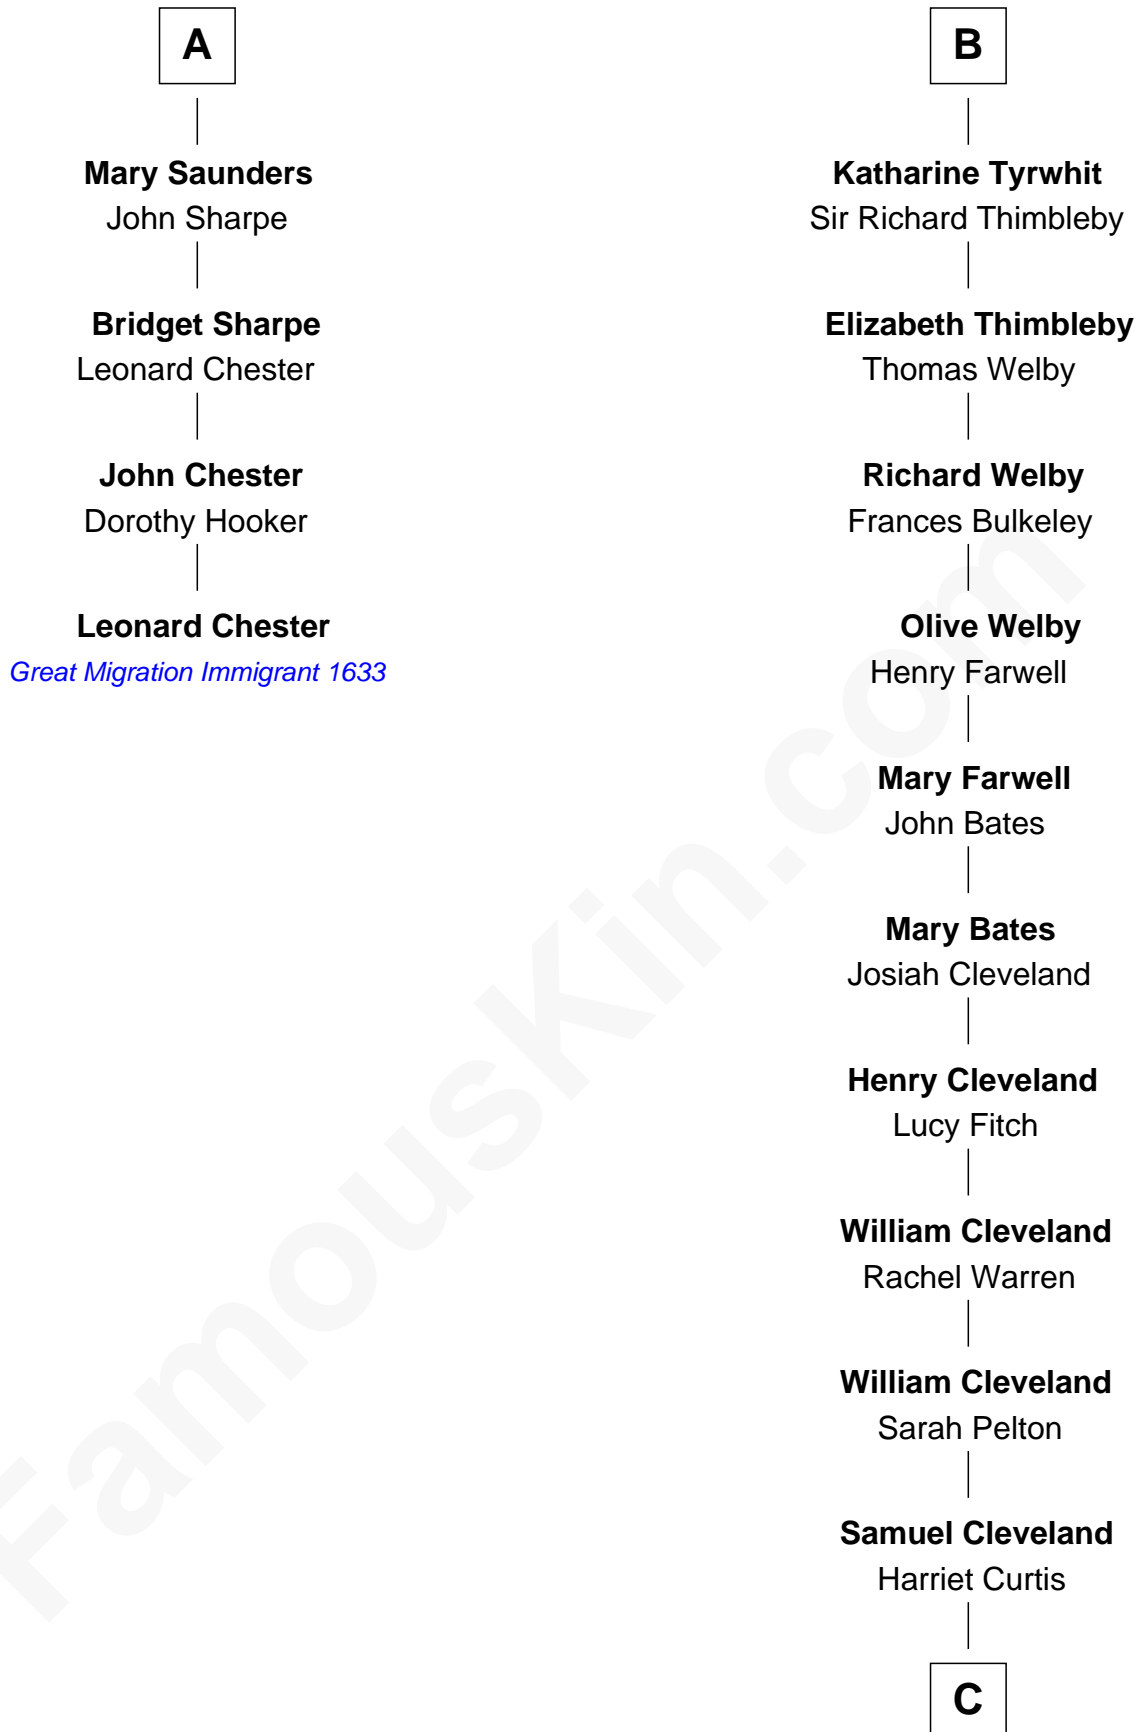 A
Mary Saunders
John Sharpe
Bridget Sharpe
Leonard Chester
John Chester
Dorothy Hooker
Leonard Chester
Great Migration Immigrant 1633
B
Katharine Tyrwhit
Sir Richard Thimbleby
Elizabeth Thimbleby
Thomas Welby
Richard Welby
Frances Bulkeley
Olive Welby
Henry Farwell
Mary Farwell
John Bates
Mary Bates
Josiah Cleveland
Henry Cleveland
Lucy Fitch
William Cleveland
Rachel Warren
William Cleveland
Sarah Pelton
Samuel Cleveland
Harriet Curtis
C
FamousKin.com